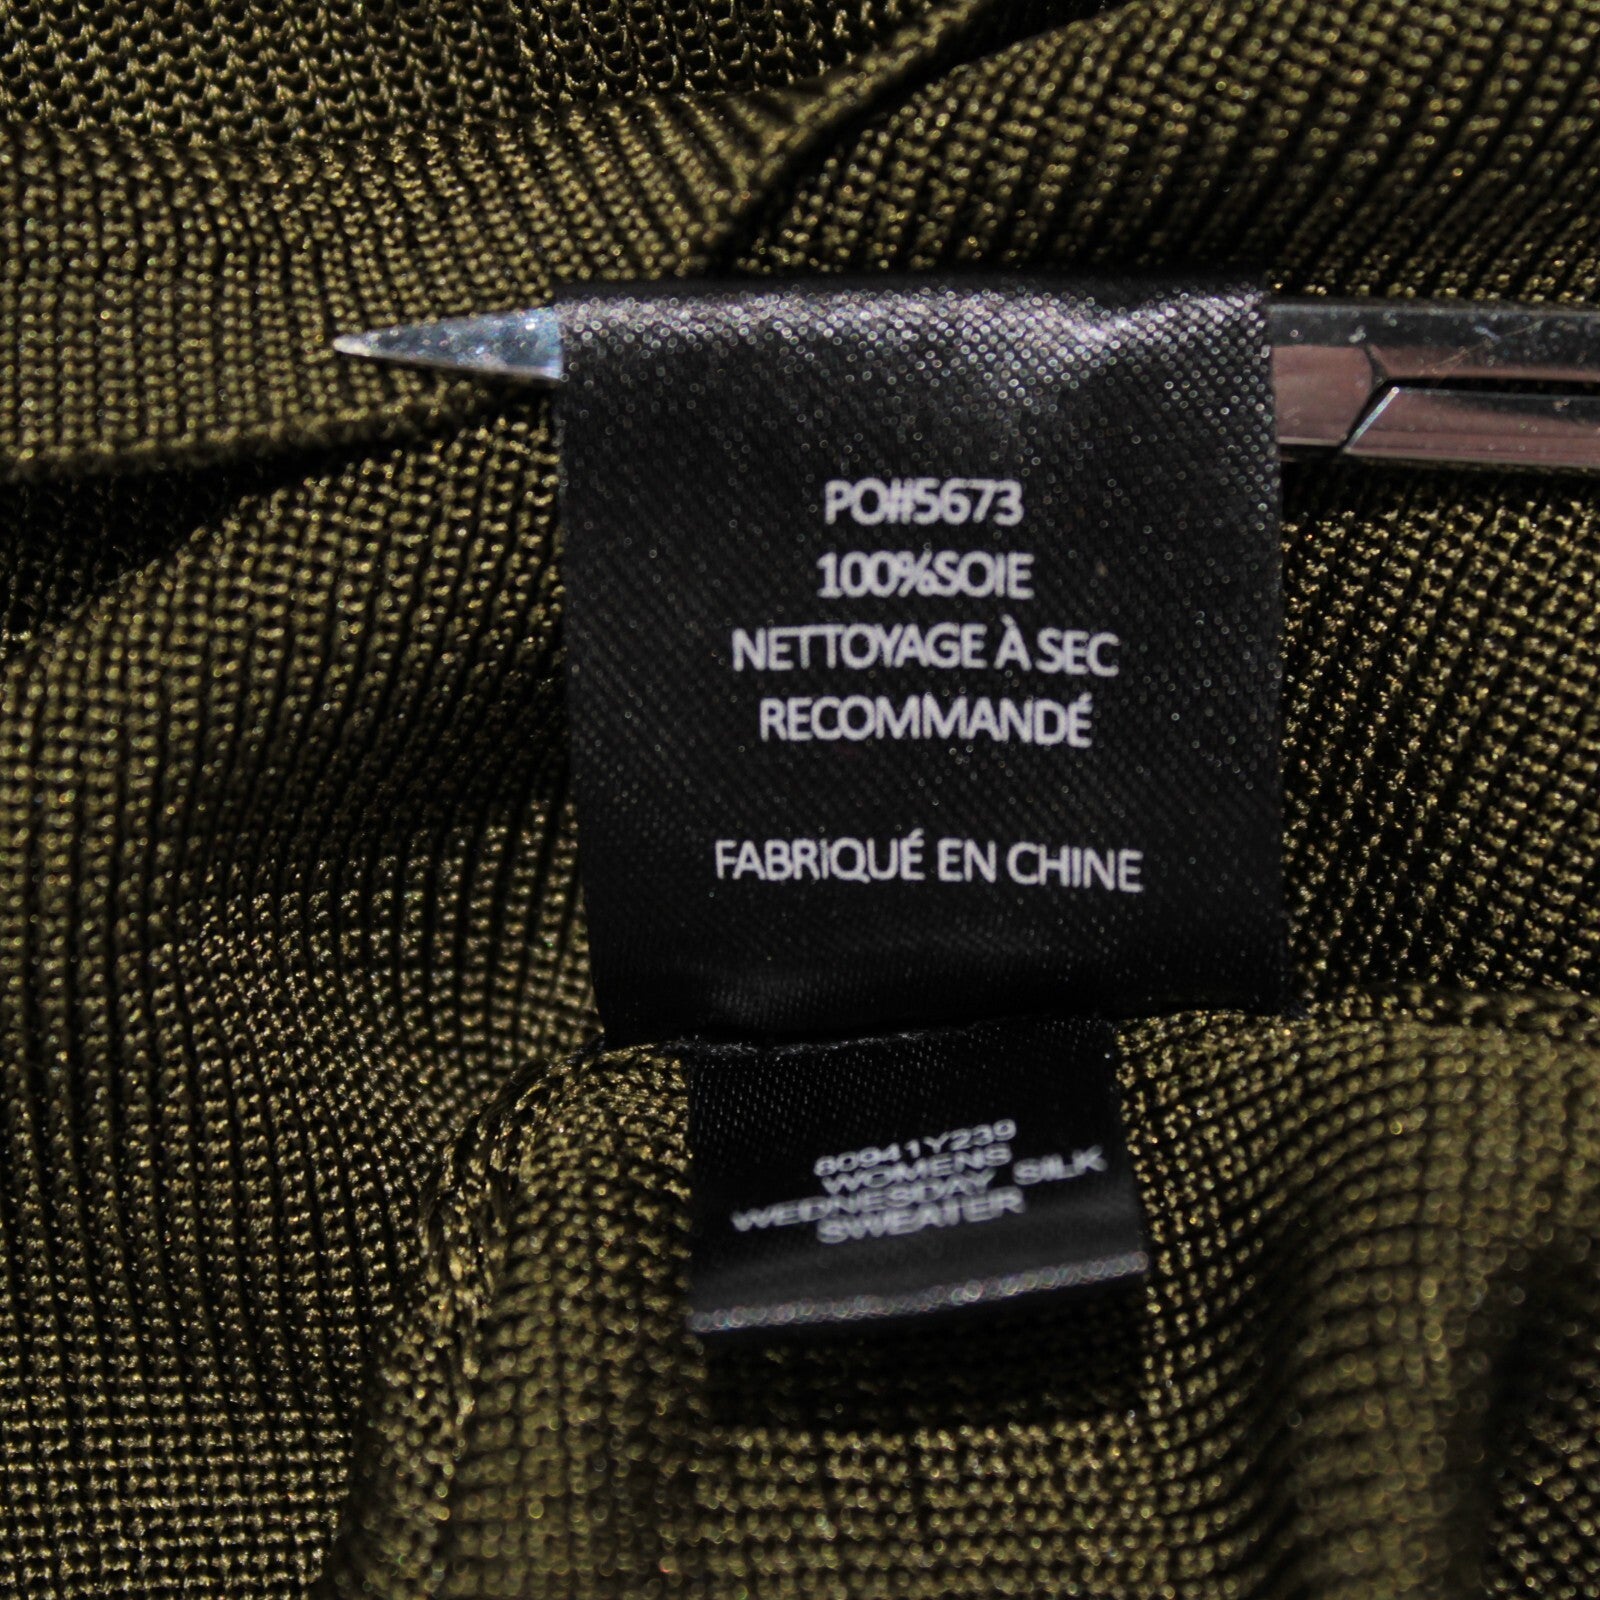 PO#5673
100%SOIE
NETTOYAGE À SEC
RECOMMANDÉ
FABRIQUÉ EN CHINE
80941Y239
WOMENS
WEDNESDAY SILK
SWEATER